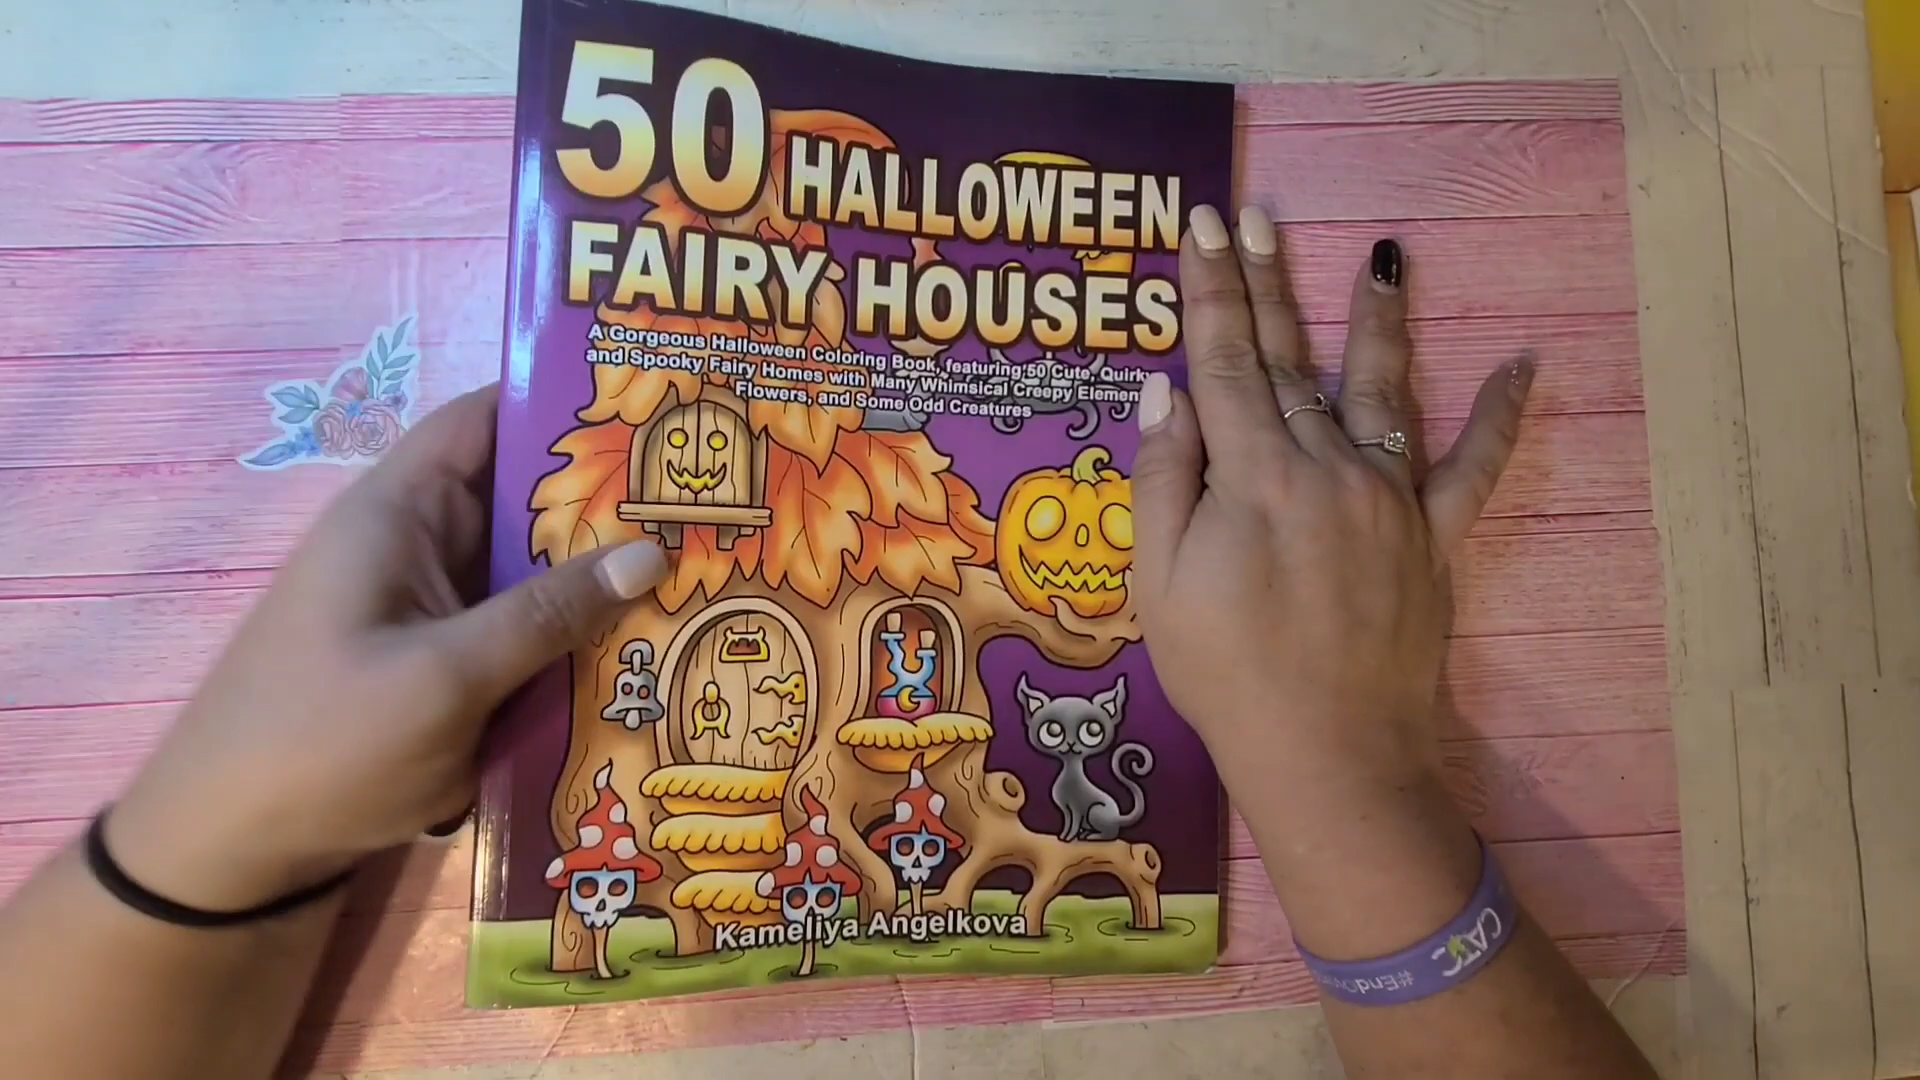 50 HALLOWEEN
FAIRY HOUSES
A Gorgeous Halloween Coloring Book, featuring 50 Cute, Quirky
and Spooky Fairy Homes with Many Whimsical Creepy
Flowers, and Some Odd Creatures
Kameliya Angelkova